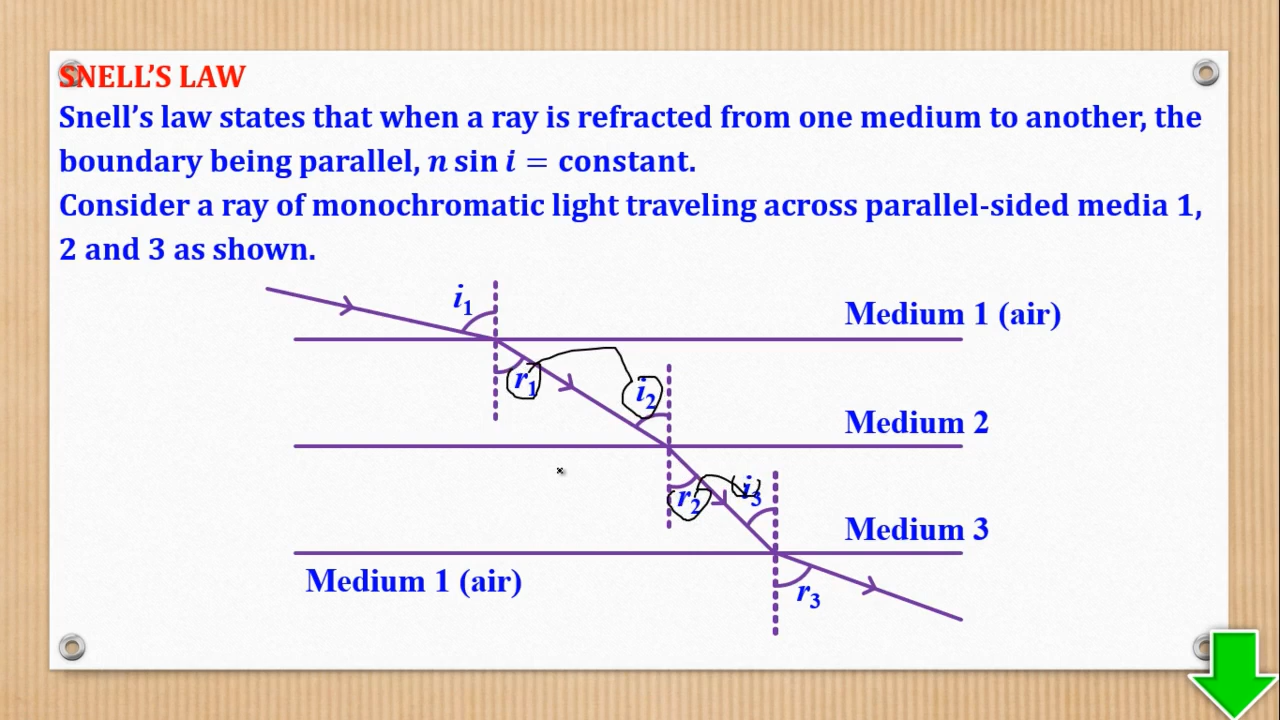 SNELL’S LAW
Snell’s law states that when a ray is refracted from one medium to another, the
boundary being parallel, n sin i = constant.
Consider a ray of monochromatic light traveling across parallel-sided media 1,
2 and 3 as shown.
i₁
Medium 1 (air)
r₁
i₂
Medium 2
r₂
i₃
Medium 3
Medium 1 (air)
r₃